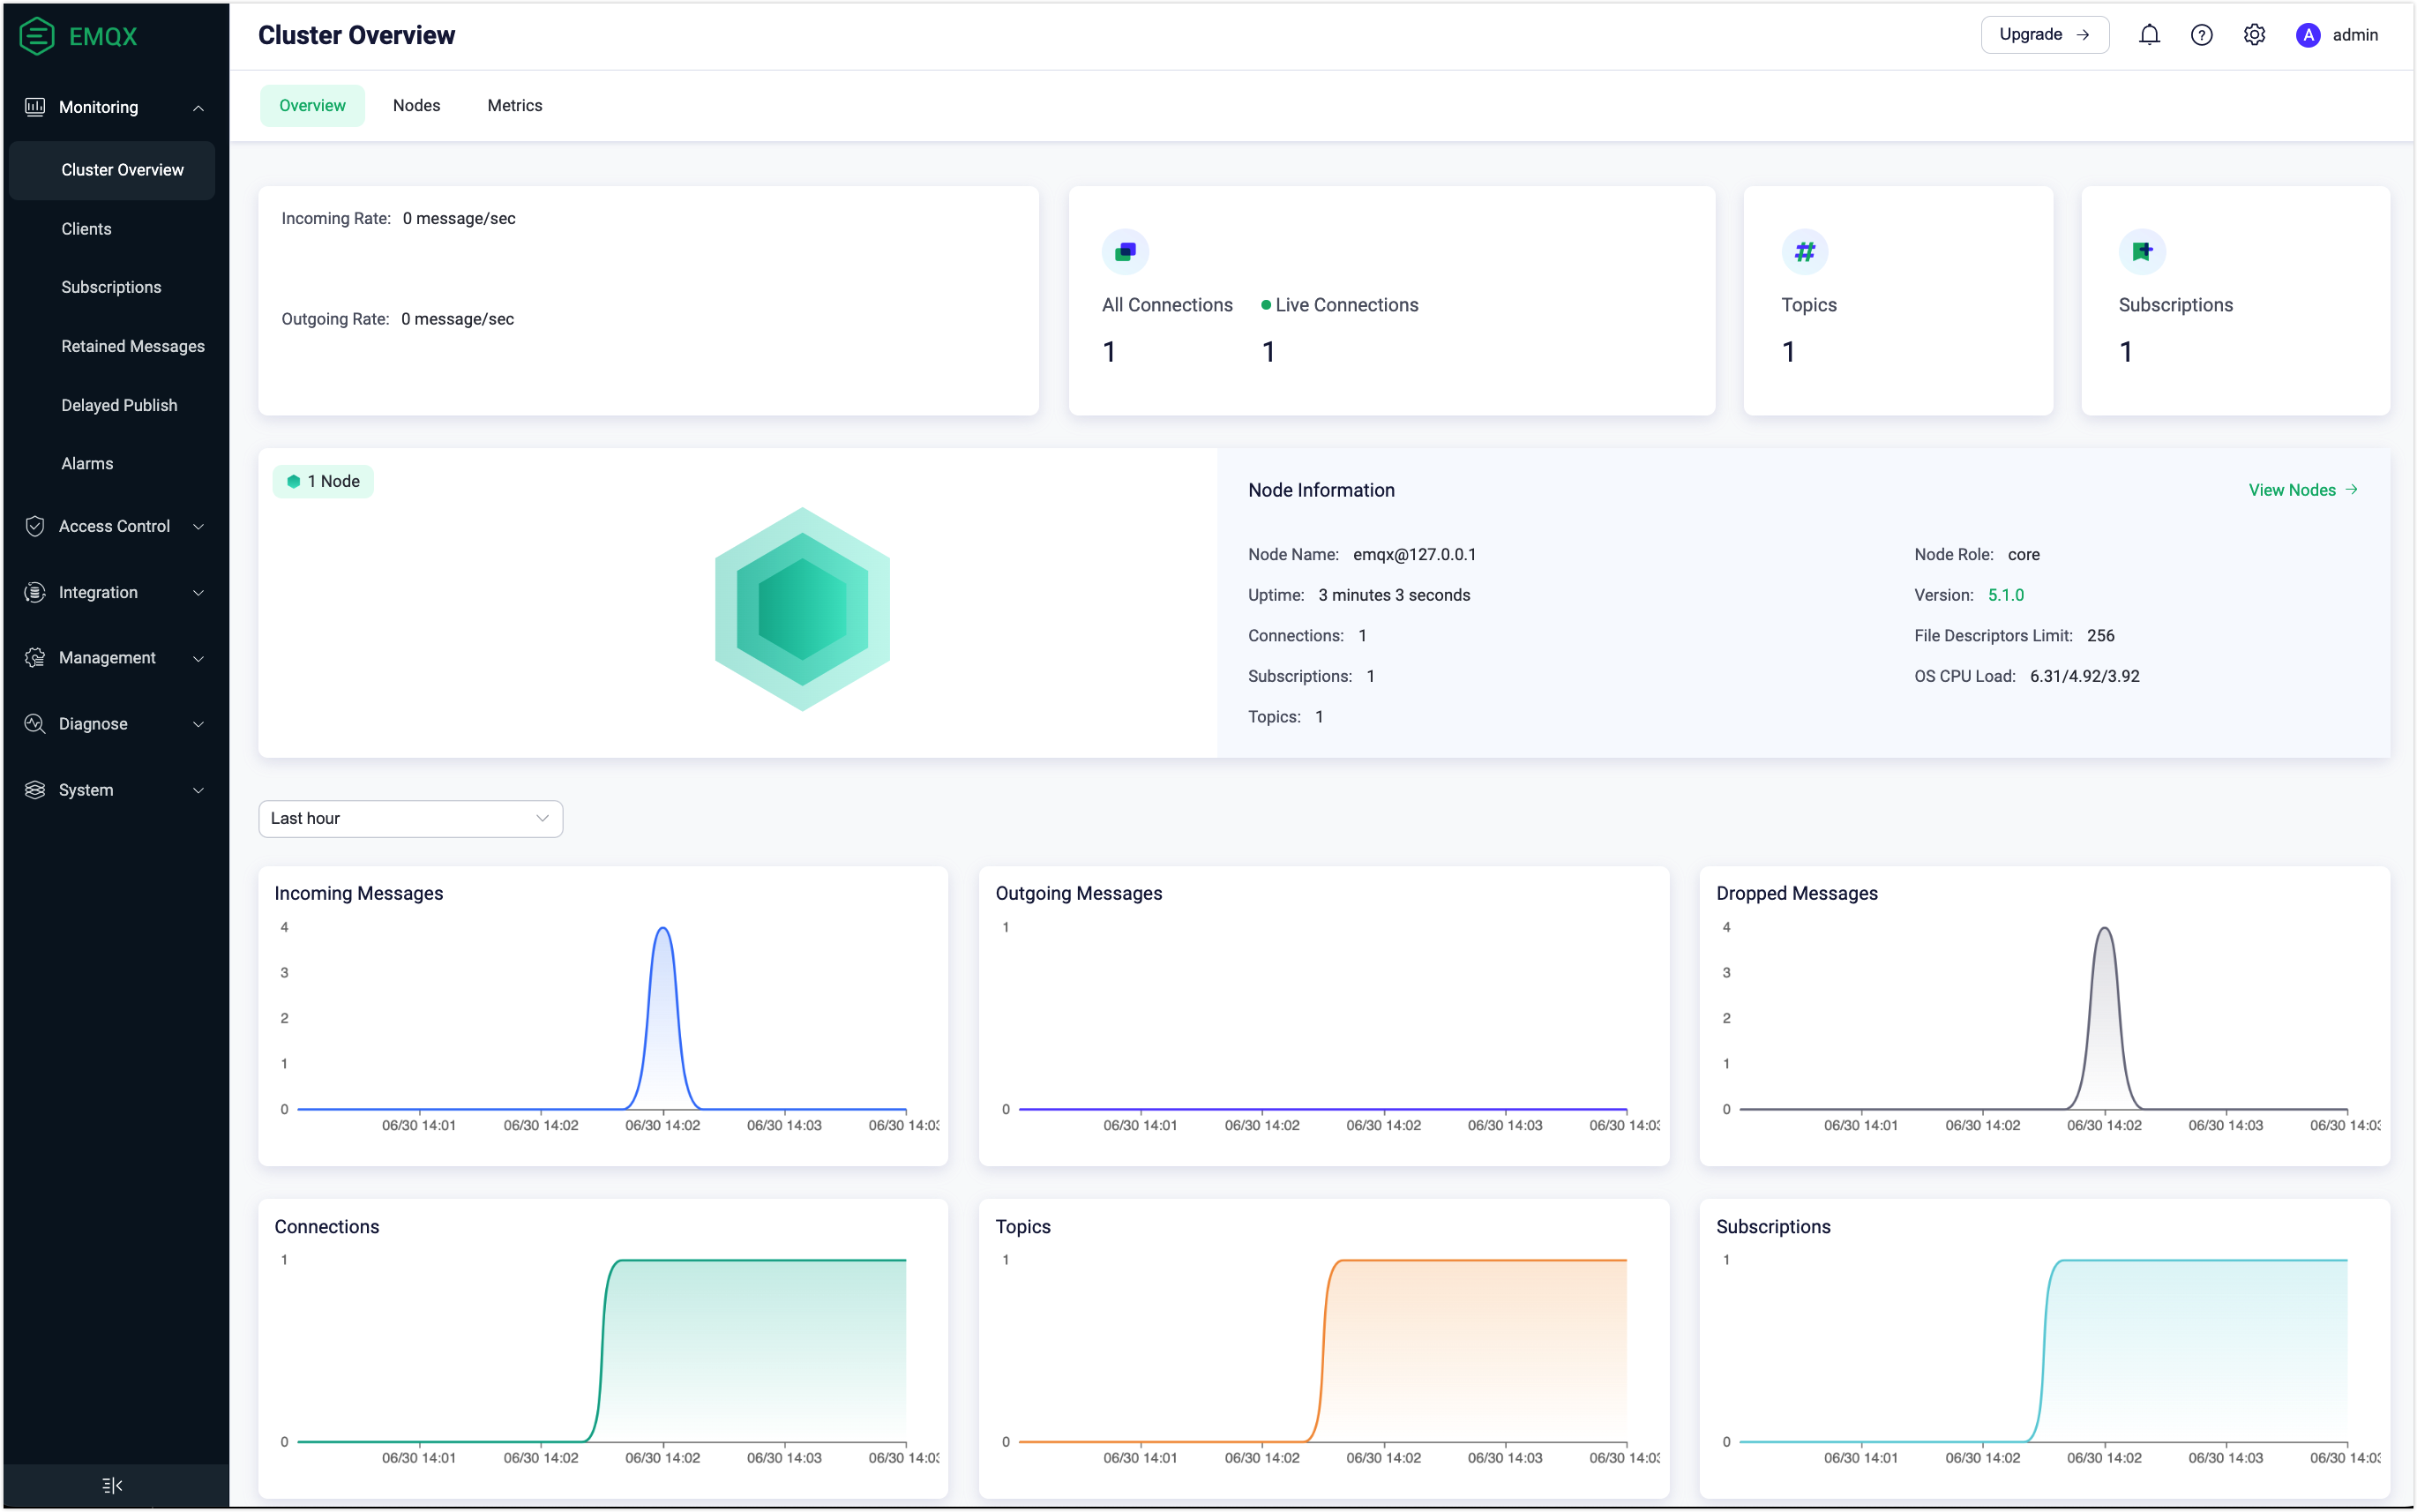 EMQX
Cluster Overview
Upgrade →
A admin
Monitoring
Cluster Overview
Clients
Subscriptions
Retained Messages
Delayed Publish
Alarms
Access Control
Integration
Management
Diagnose
System
Overview Nodes Metrics
Incoming Rate: 0 message/sec
Outgoing Rate: 0 message/sec
All Connections
1
Live Connections
1
#
Topics
1
Subscriptions
1
1 Node
Node Information
View Nodes →
Node Name: emqx@127.0.0.1
Node Role: core
Uptime: 3 minutes 3 seconds
Version: 5.1.0
Connections: 1
File Descriptors Limit: 256
Subscriptions: 1
OS CPU Load: 6.31/4.92/3.92
Topics: 1
Last hour
Incoming Messages
4
3
2
1
0
06/30 14:01 06/30 14:02 06/30 14:02 06/30 14:03 06/30 14:03
Outgoing Messages
1
0
06/30 14:01 06/30 14:02 06/30 14:02 06/30 14:03 06/30 14:03
Dropped Messages
4
3
2
1
0
06/30 14:01 06/30 14:02 06/30 14:02 06/30 14:03 06/30 14:03
Connections
1
0
06/30 14:01 06/30 14:02 06/30 14:02 06/30 14:03 06/30 14:03
Topics
1
0
06/30 14:01 06/30 14:02 06/30 14:02 06/30 14:03 06/30 14:03
Subscriptions
1
0
06/30 14:01 06/30 14:02 06/30 14:02 06/30 14:03 06/30 14:03